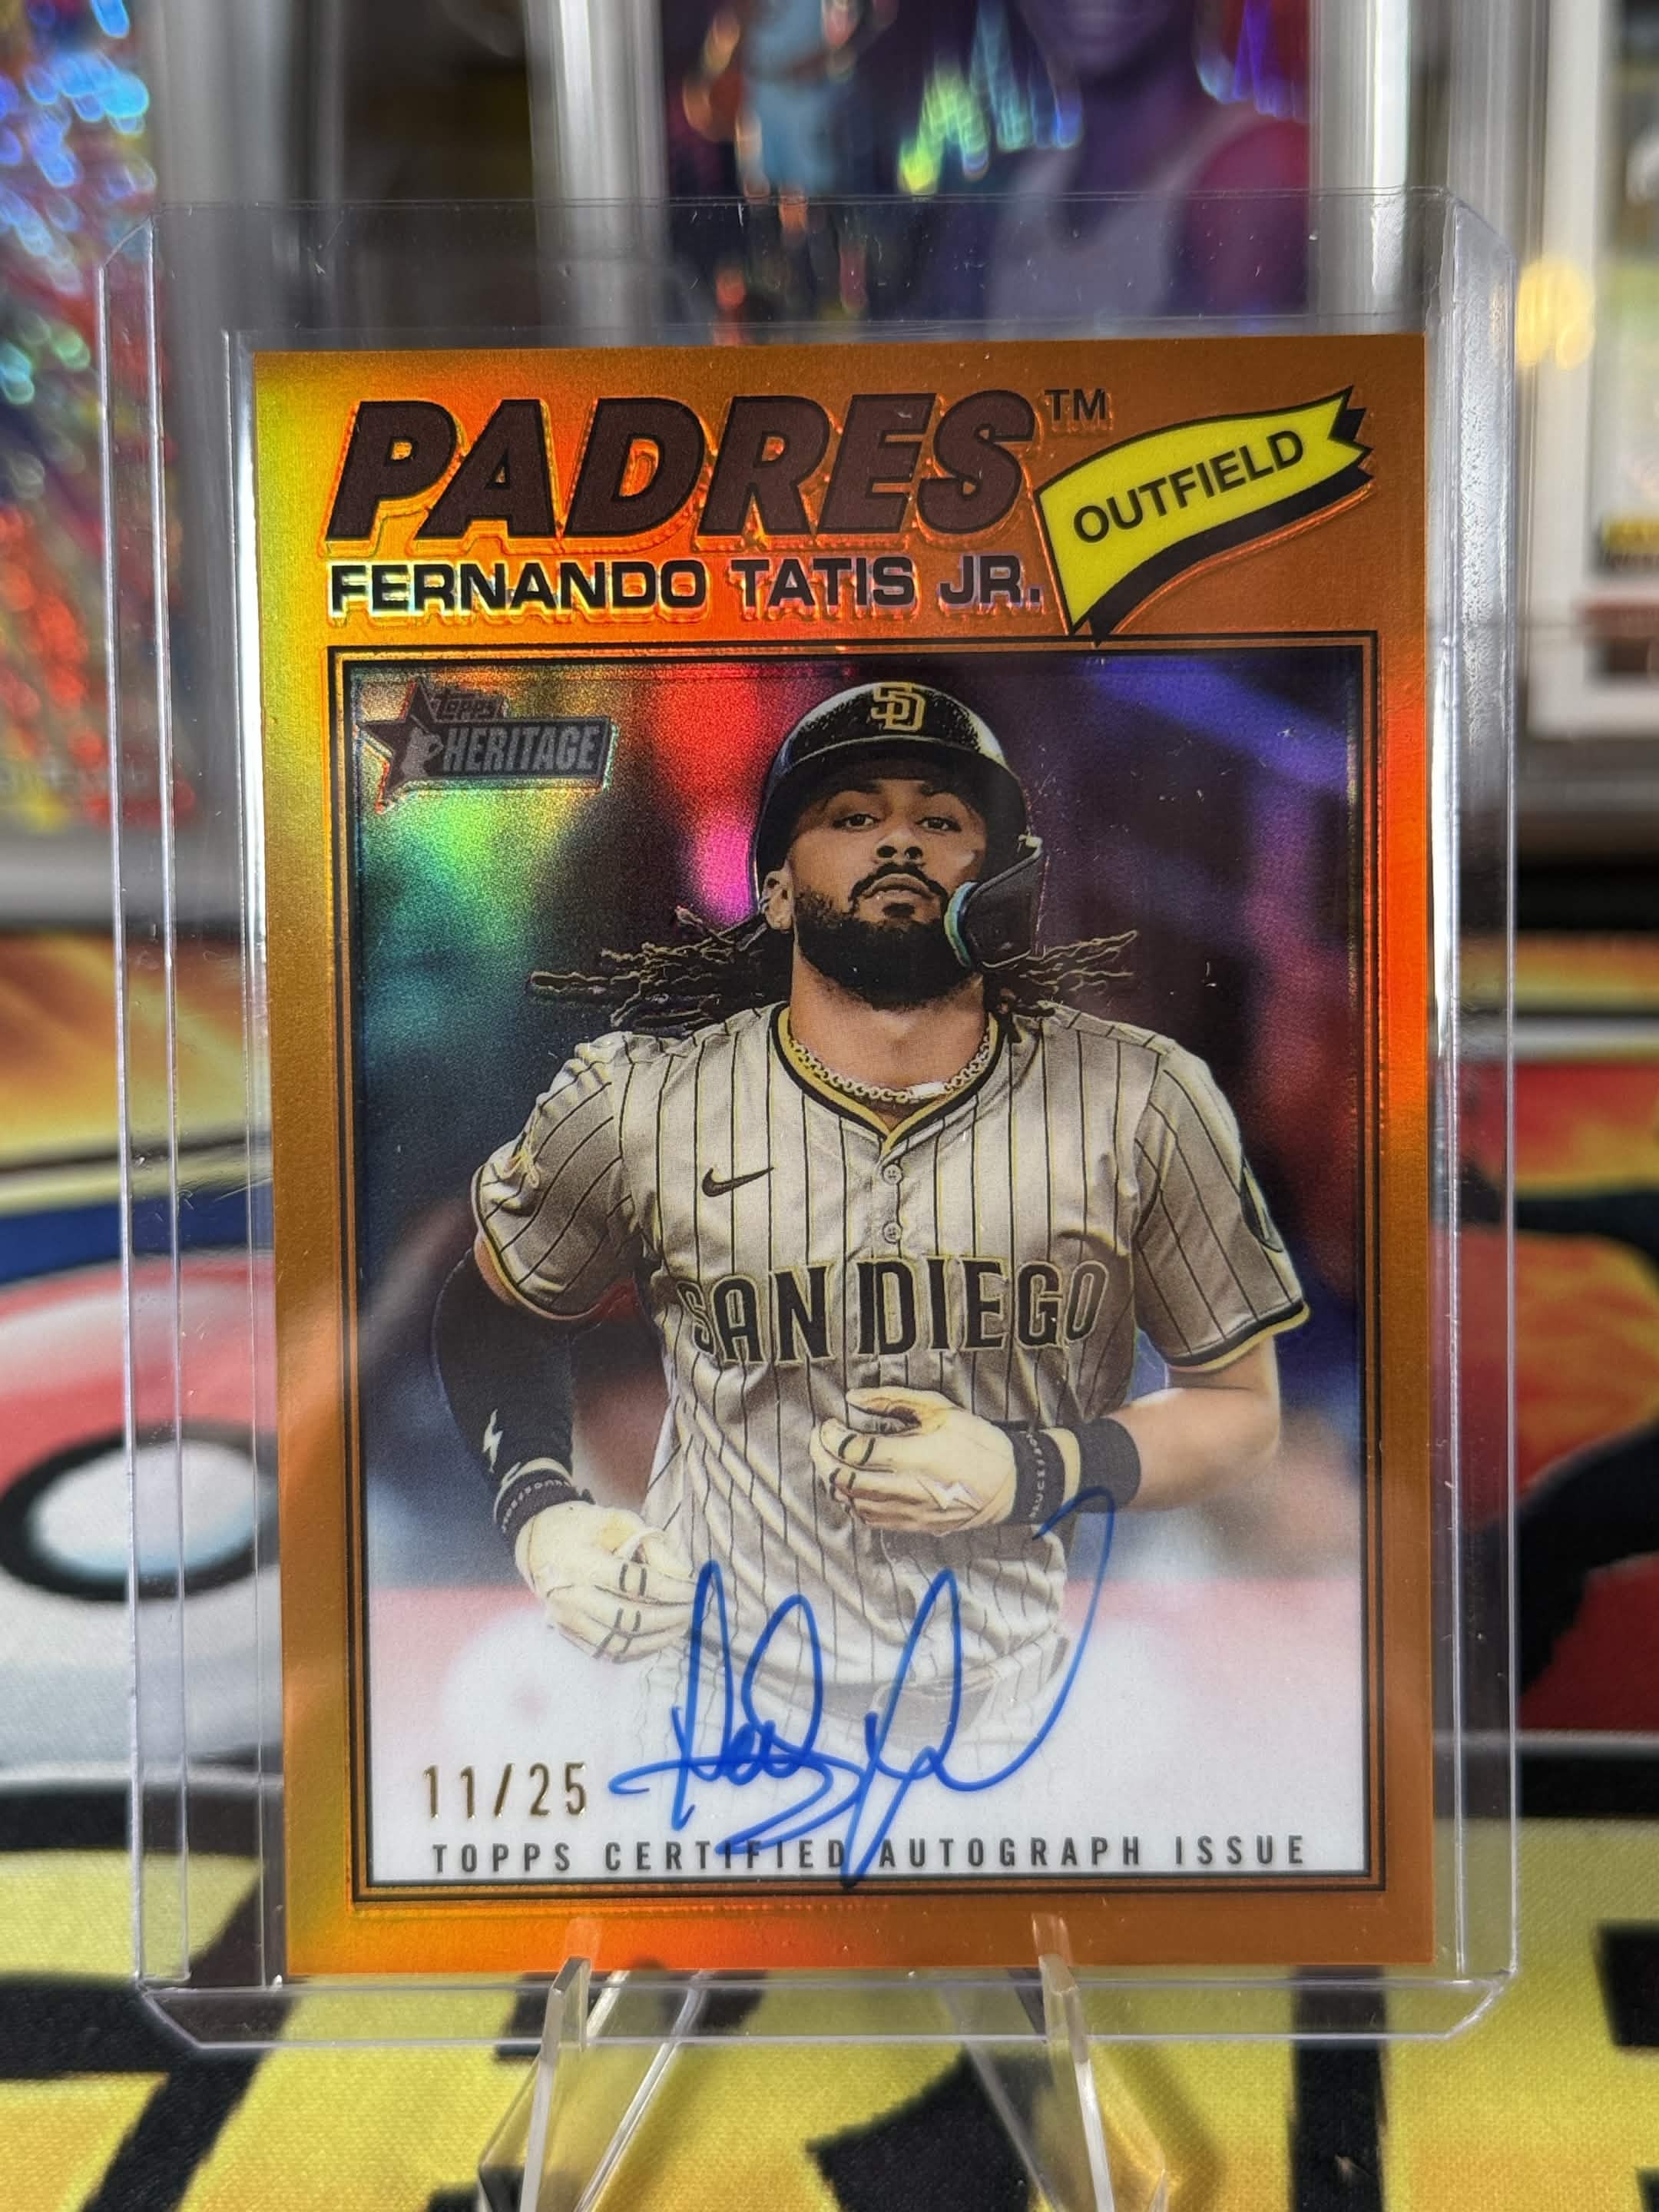 PADRES™
OUTFIELD
FERNANDO TATIS JR.
Topps
HERITAGE
SD
SAN DIEGO
11/25
TOPPS CERTIFIED AUTOGRAPH ISSUE